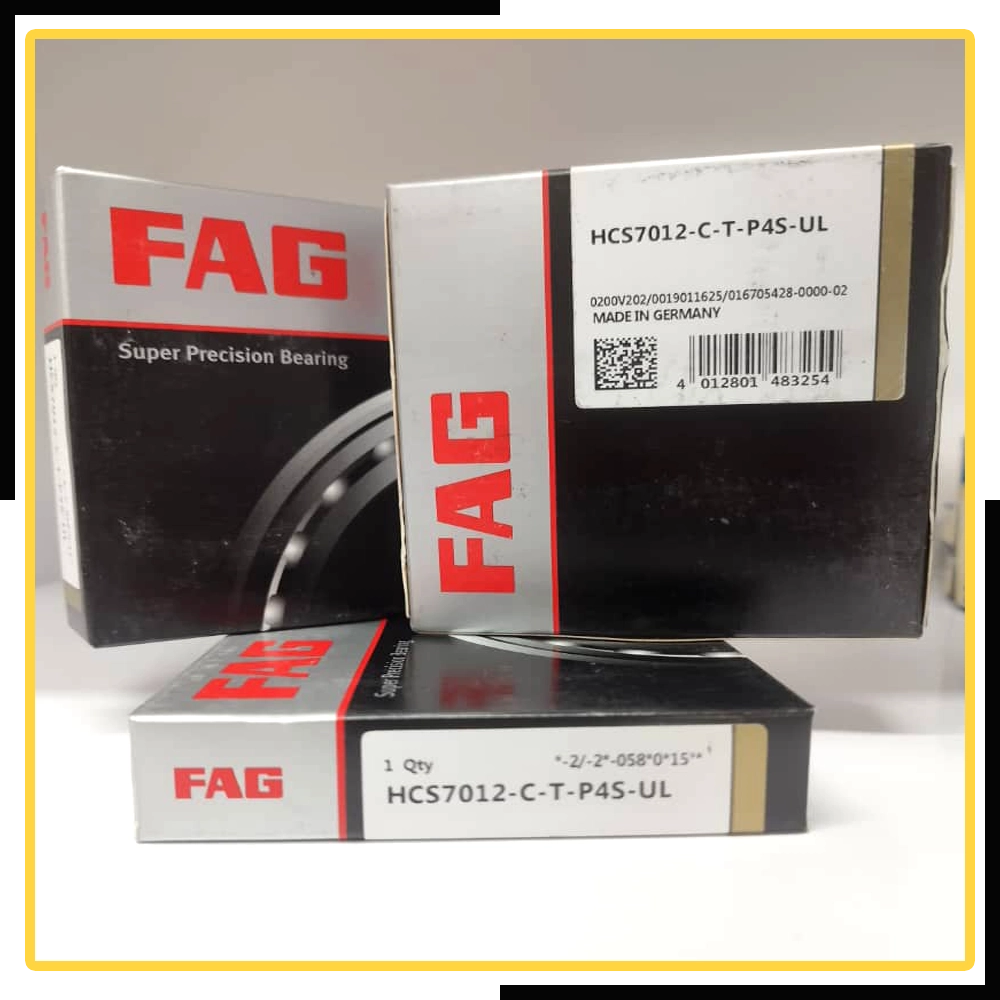 FAG
Super Precision Bearing
HCS7012-C-T-P4S-UL
0200V202/0019011625/016705428-0000-02
MADE IN GERMANY
4 012801 483254
FAG
FAG
Super Precision Bearing
FAG
1 Qty
*-2/-2*-058*0*15**
HCS7012-C-T-P4S-UL